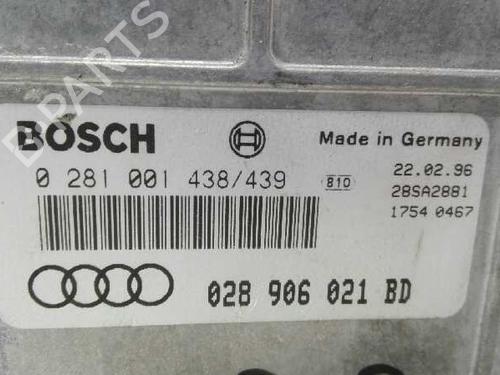 PARTS
BOSCH
Made in Germany
0 281 001 438/439
810
22.02.96
28SA2881
1754 0467
028 906 021 BD